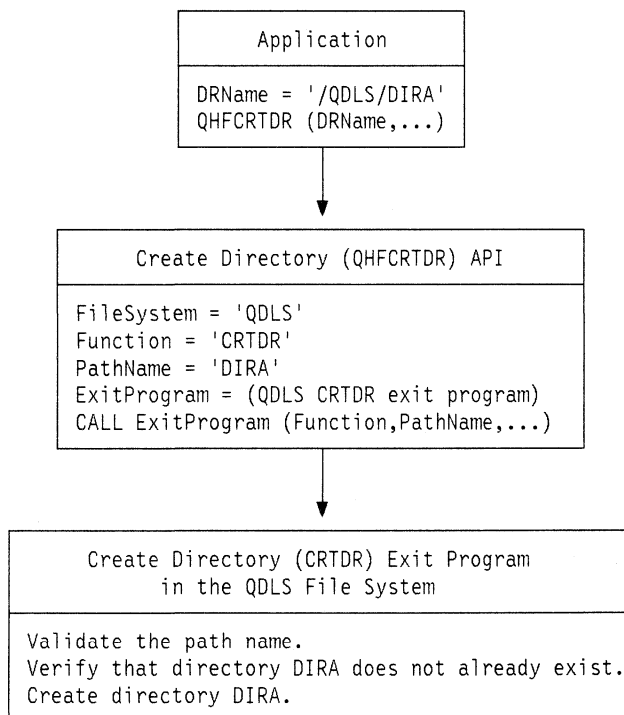 Application
DRName = '/QDLS/DIRA'
QHFCRTDR (DRName,...)
Create Directory (QHFCRTDR) API
FileSystem = 'QDLS'
Function = 'CRTDR'
PathName = 'DIRA'
ExitProgram = (QDLS CRTDR exit program)
CALL ExitProgram (Function,PathName,...)
Create Directory (CRTDR) Exit Program
in the QDLS File System
Validate the path name.
Verify that directory DIRA does not already exist.
Create directory DIRA.